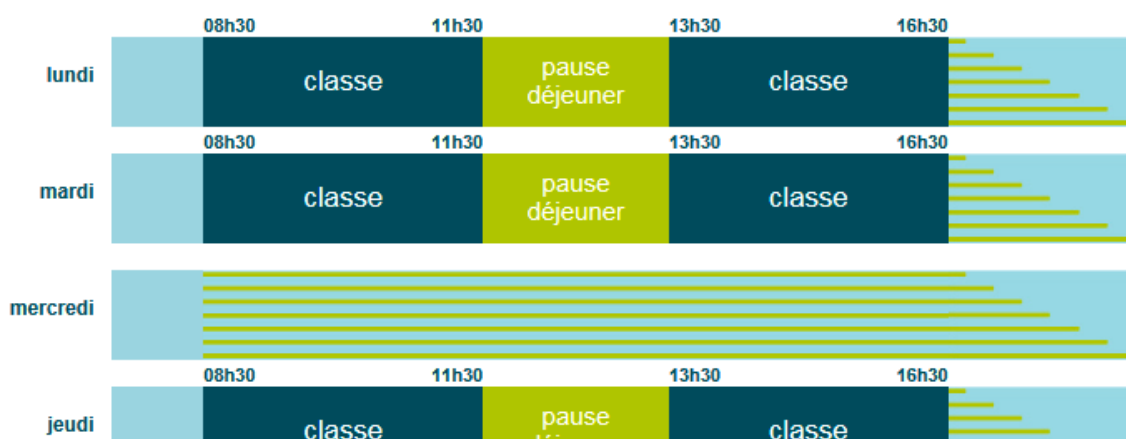 08h30 11h30 13h30 16h30
lundi classe pause déjeuner classe
08h30 11h30 13h30 16h30
mardi classe pause déjeuner classe
mercredi
08h30 11h30 13h30 16h30
jeudi classe pause classe